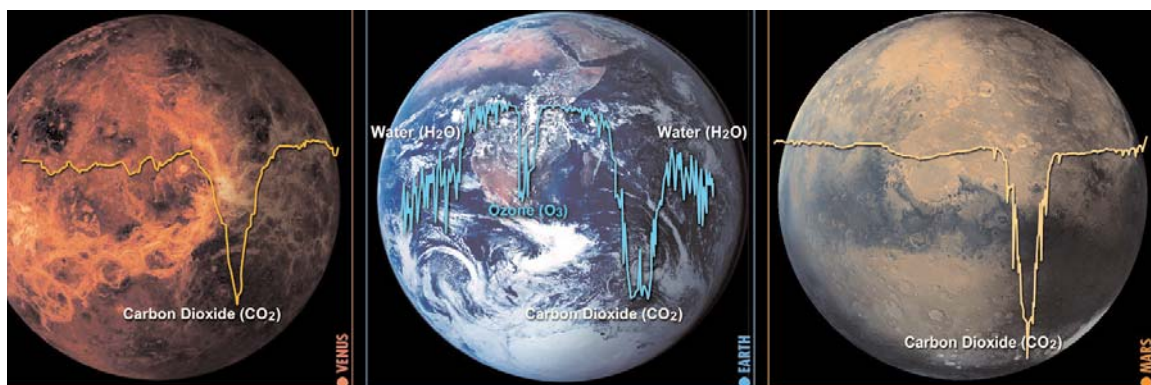 Carbon Dioxide (CO₂)
VENUS
Water (H₂O)
Water (H₂O)
Ozone (O₃)
Carbon Dioxide (CO₂)
EARTH
Carbon Dioxide (CO₂)
MARS